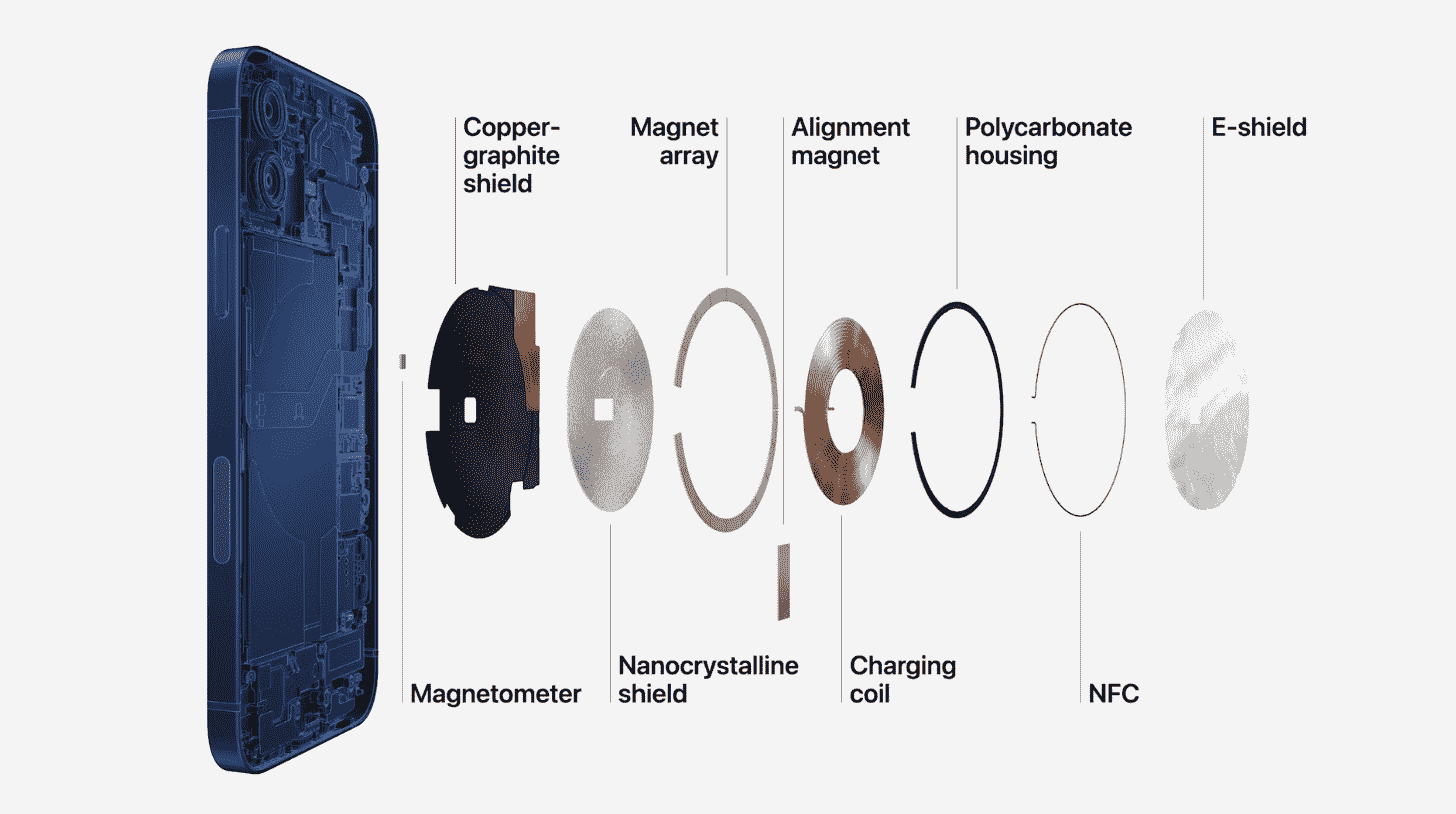 Copper-
graphite
shield
Magnet
array
Alignment
magnet
Polycarbonate
housing
E-shield
Magnetometer
Nanocrystalline
shield
Charging
coil
NFC